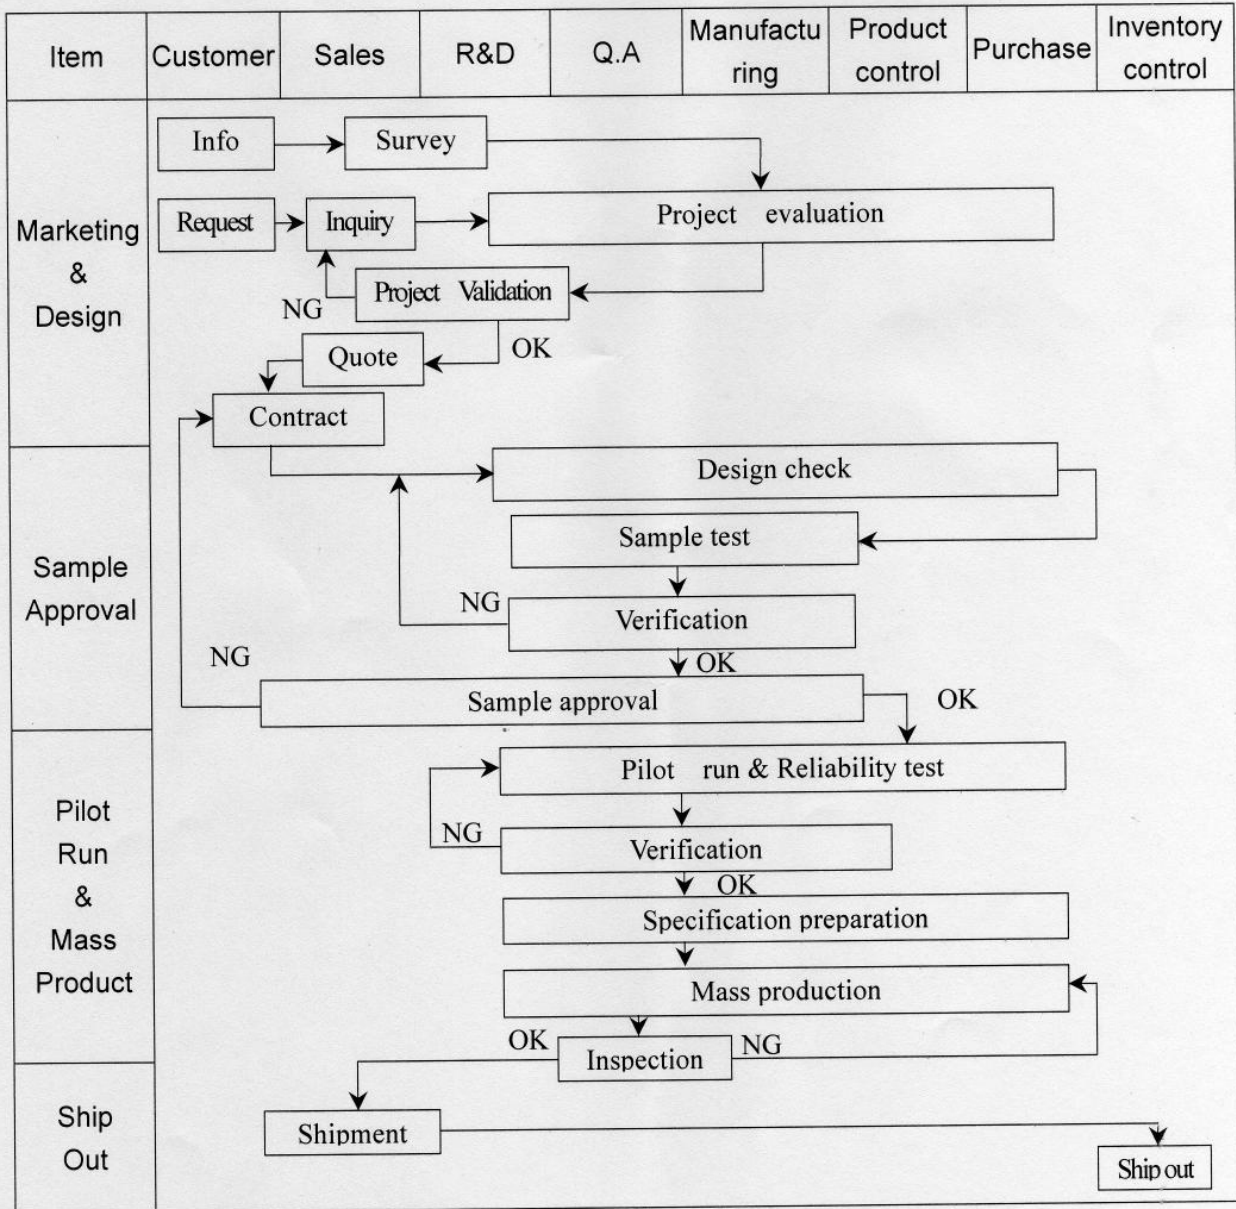 Item
Customer
Sales
R&D
Q.A
Manufactu
ring
Product
control
Purchase
Inventory
control
Marketing
&
Design
Info
Survey
Request
Inquiry
Project evaluation
NG
Project Validation
OK
Quote
Contract
Sample
Approval
Design check
Sample test
NG
Verification
NG
OK
Sample approval
OK
Pilot
Run
&
Mass
Product
Pilot run & Reliability test
NG
Verification
OK
Specification preparation
Mass production
OK
Inspection
NG
Ship
Out
Shipment
Ship out